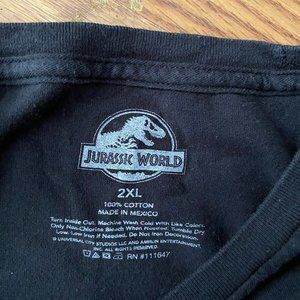 JURASSIC WORLD
2XL
100% COTTON
MADE IN MEXICO
Turn Inside Out. Machine Wash Cold With Like Colors.
Only Non-Chlorine Bleach When Needed. Tumble Dry
Low. Iron If Needed. Do Not Iron Decoration.
© UNIVERSAL CITY STUDIOS LLC AND AMBLIN ENTERTAINMENT,
INC. ALL RIGHTS RESERVED.
RN #111647